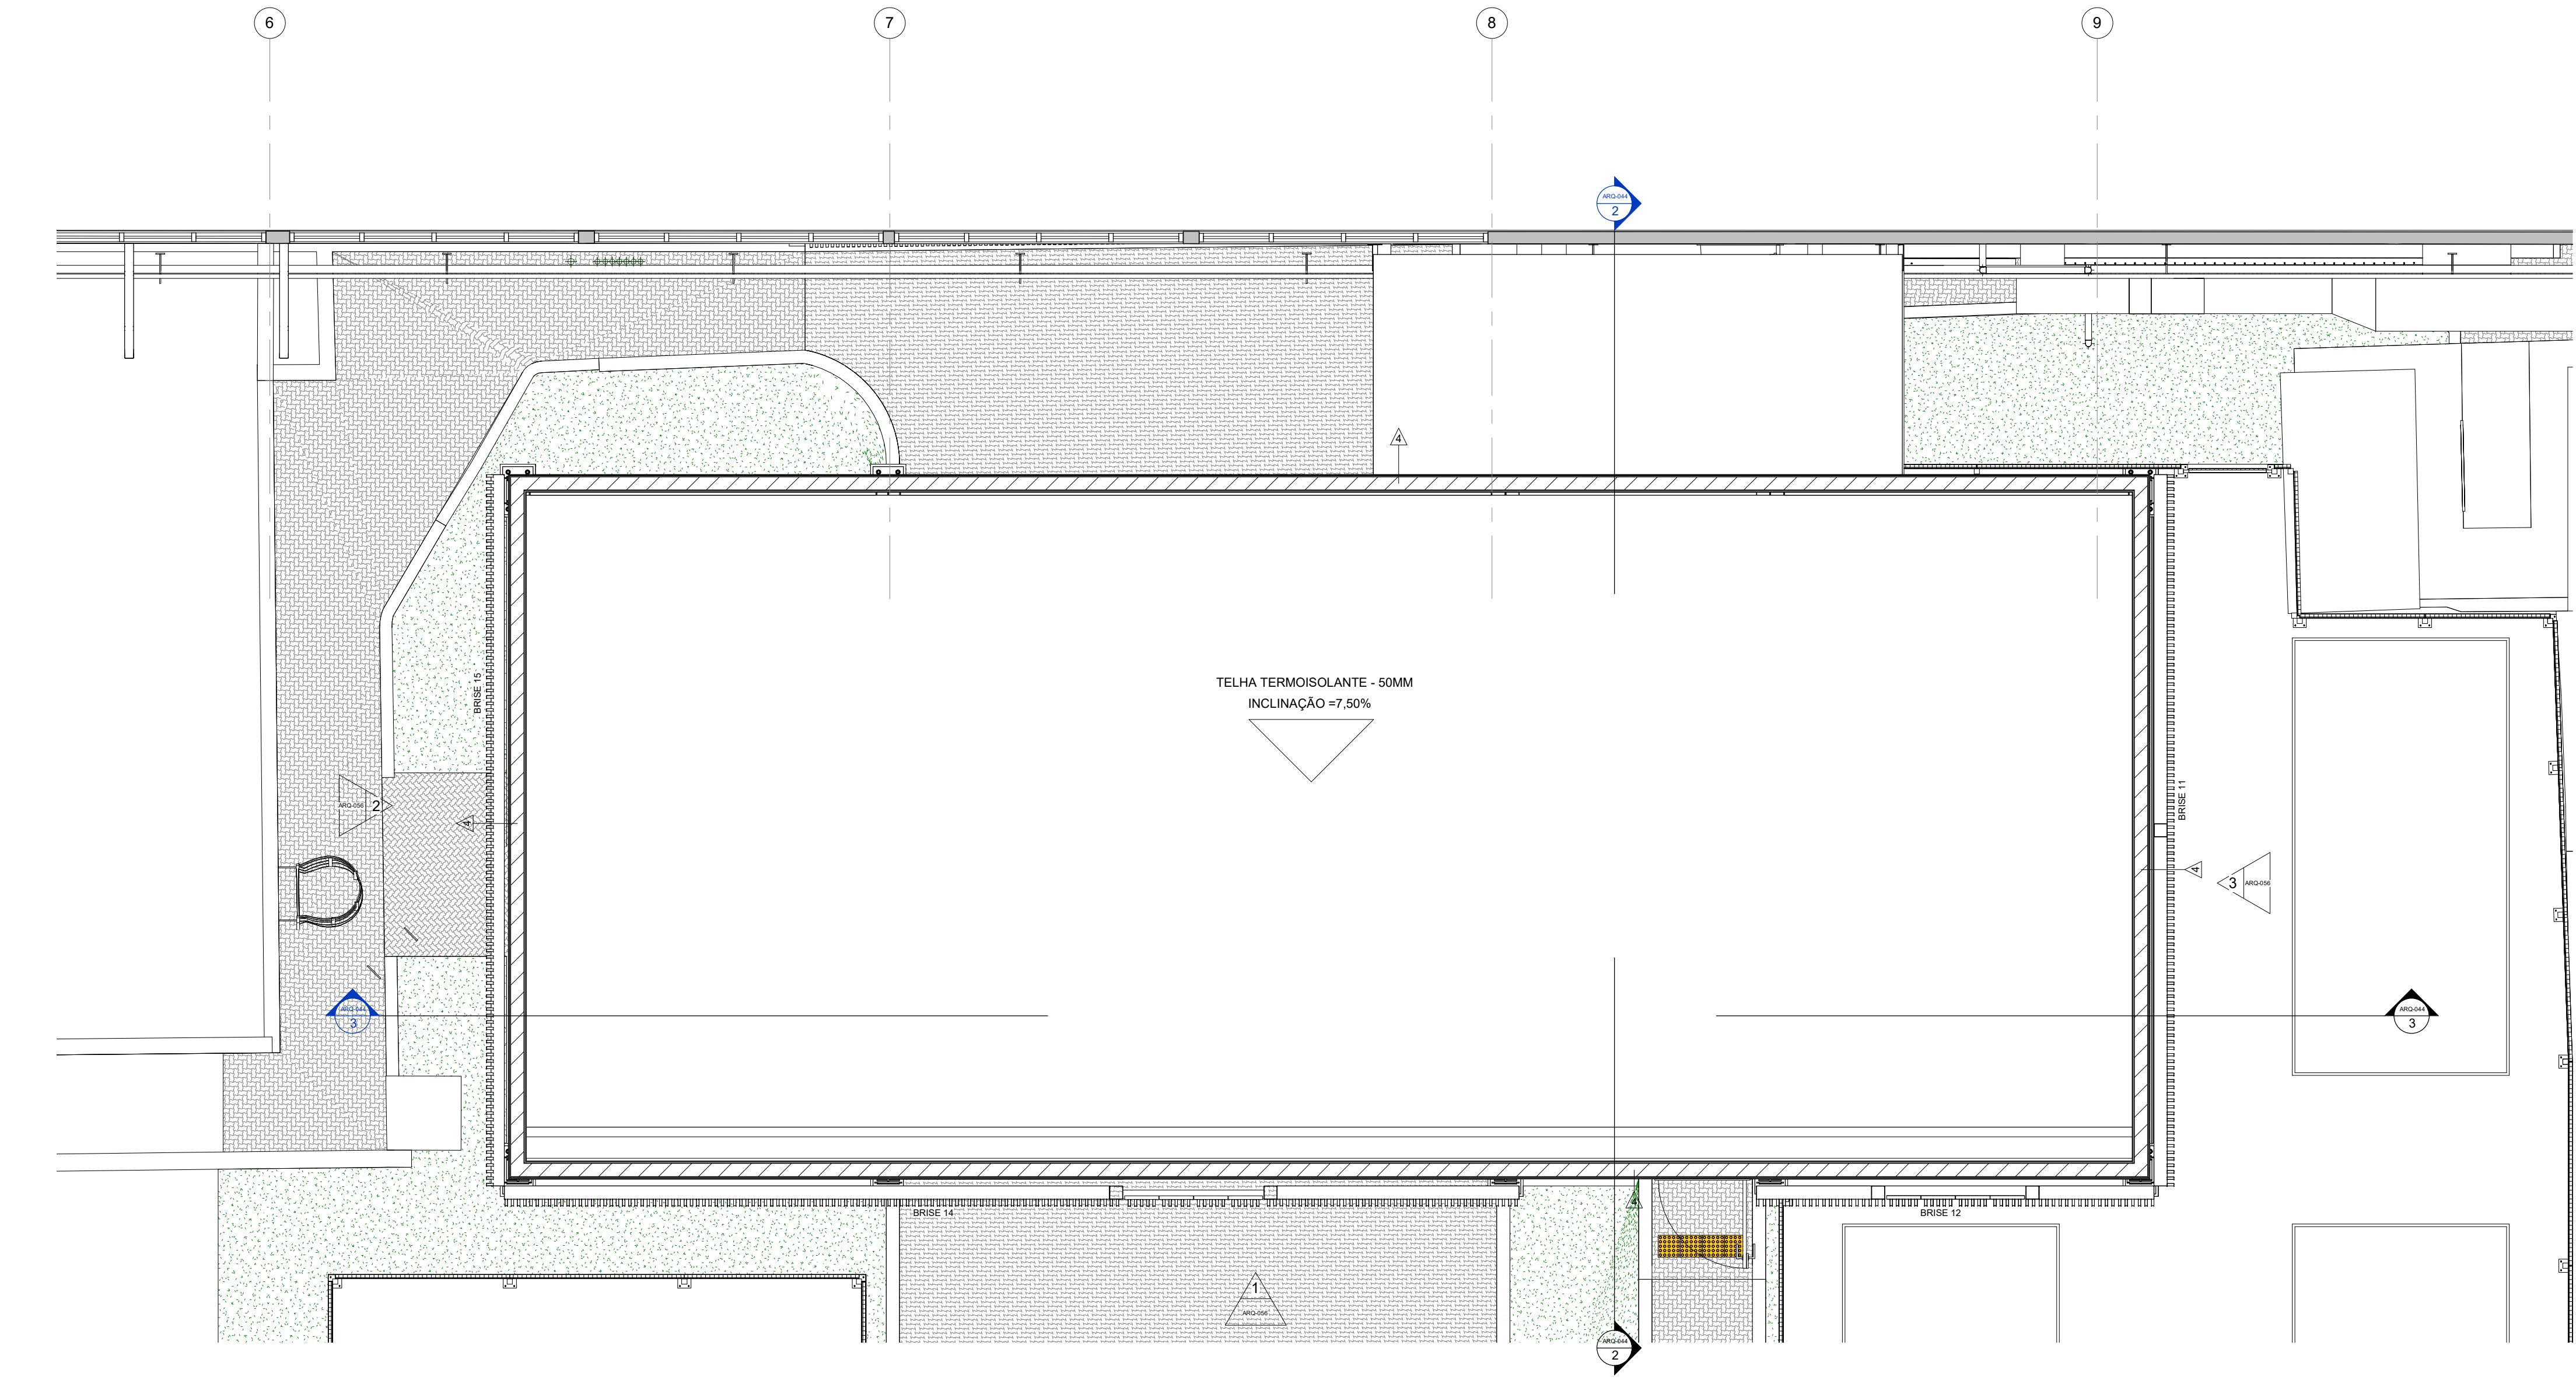 6
7
8
9
ARQ-044
2
4
TELHA TERMOISOLANTE - 50MM
INCLINAÇÃO =7,50%
BRISE 15
BRISE 11
ARQ-056
2
4
4
3
ARQ-056
ARQ-044
3
ARQ-044
3
4
BRISE 14
BRISE 12
1
ARQ-056
ARQ-044
2